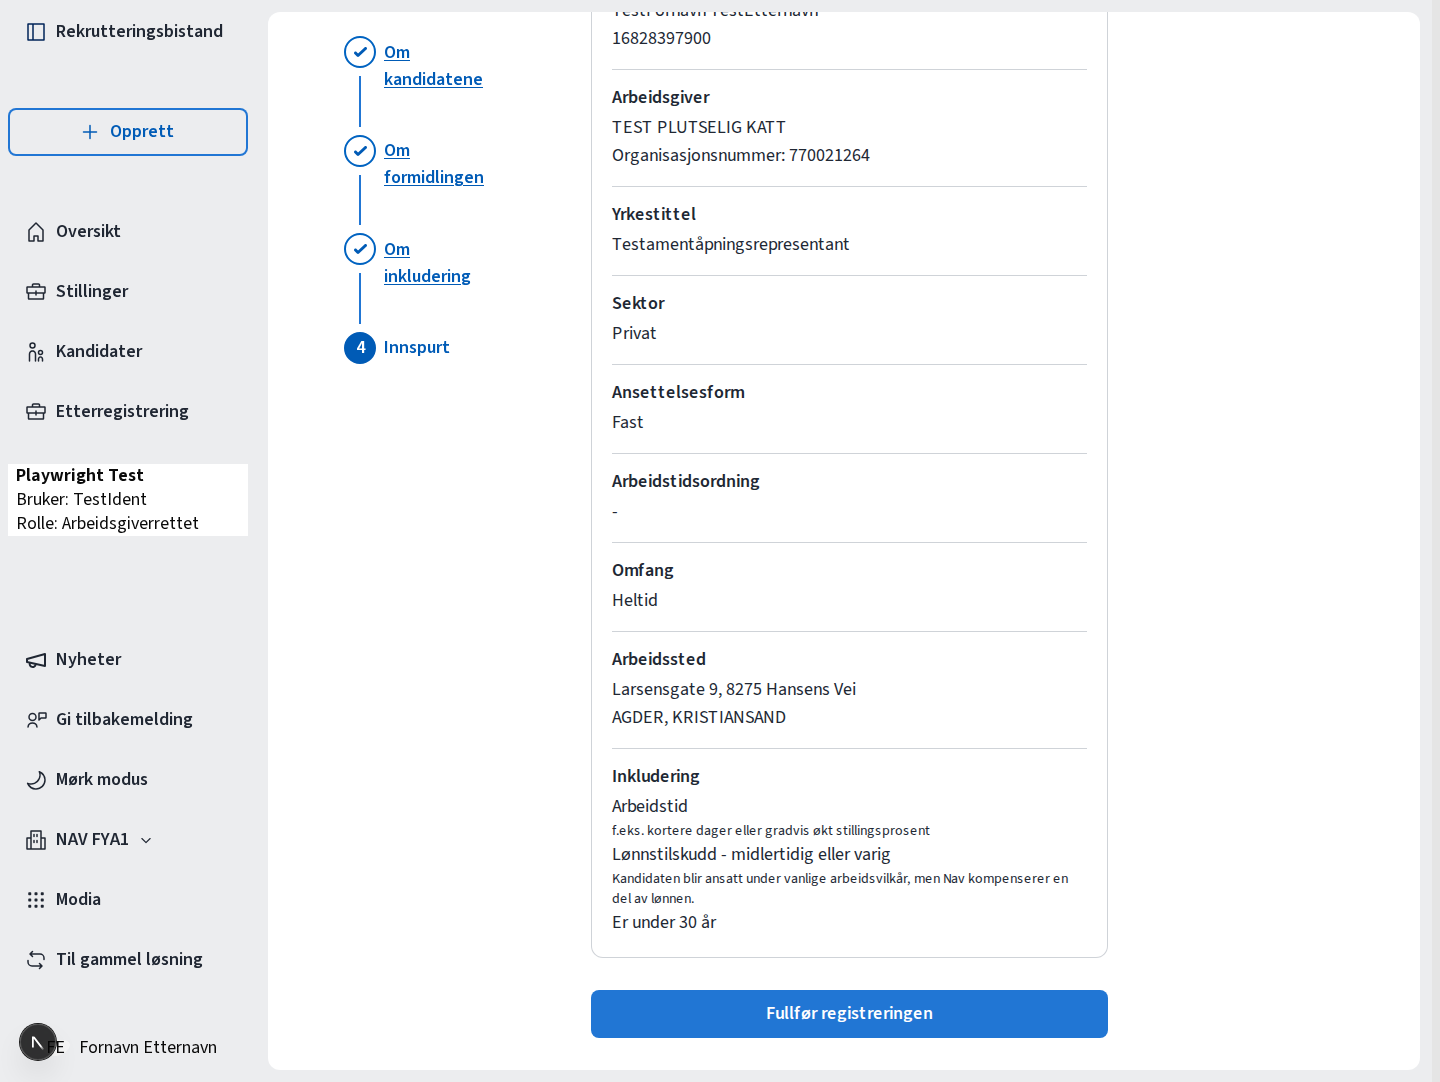 Rekrutteringsbistand
Opprett
Oversikt
Stillinger
Kandidater
Etterregistrering
Playwright Test
Bruker: TestIdent
Rolle: Arbeidsgiverrettet
Nyheter
Gi tilbakemelding
Mørk modus
NAV FYA1
Modia
Til gammel løsning
FE Fornavn Etternavn
Om
kandidatene
Om
formidlingen
Om
inkludering
4 Innspurt
TestFornavn TestEtternavn
16828397900
Arbeidsgiver
TEST PLUTSELIG KATT
Organisasjonsnummer: 770021264
Yrkestittel
Testamentåpningsrepresentant
Sektor
Privat
Ansettelsesform
Fast
Arbeidstidsordning
-
Omfang
Heltid
Arbeidssted
Larsensgate 9, 8275 Hansens Vei
AGDER, KRISTIANSAND
Inkludering
Arbeidstid
f.eks. kortere dager eller gradvis økt stillingsprosent
Lønnstilskudd - midlertidig eller varig
Kandidaten blir ansatt under vanlige arbeidsvilkår, men Nav kompenserer en
del av lønnen.
Er under 30 år
Fullfør registreringen